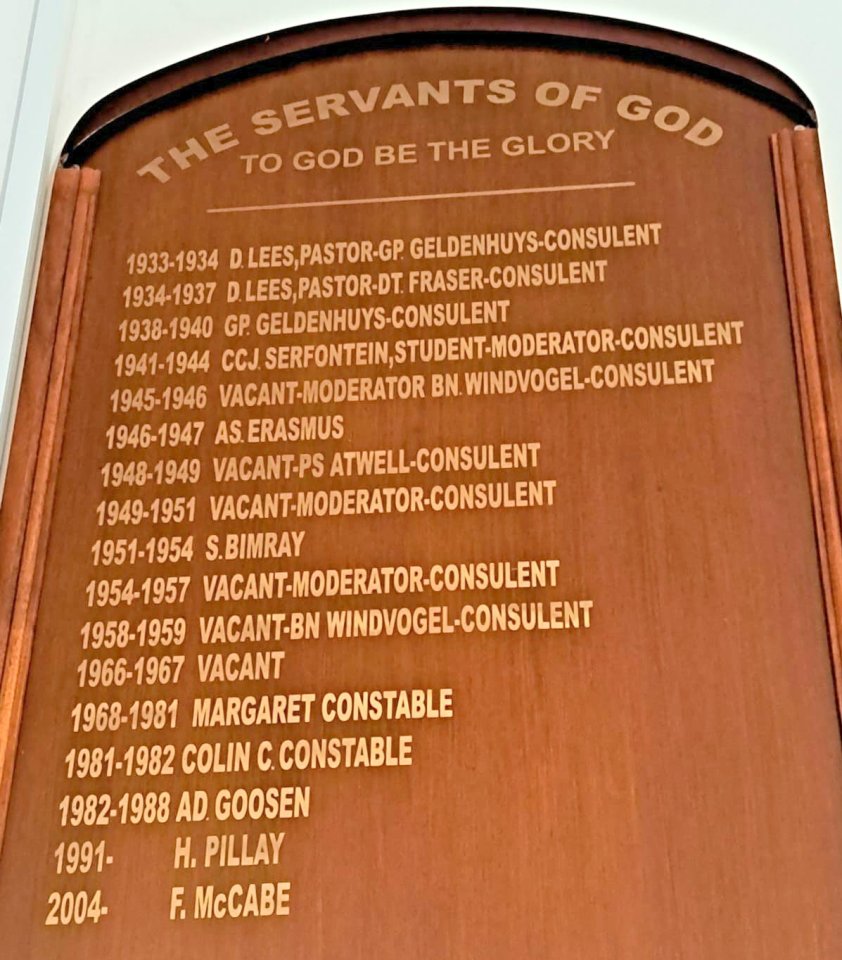 THE SERVANTS OF GOD
TO GOD BE THE GLORY
1933-1934 D. LEES,PASTOR-GP. GELDENHUYS-CONSULENT
1934-1937 D. LEES,PASTOR-DT. FRASER-CONSULENT
1938-1940 GP. GELDENHUYS-CONSULENT
1941-1944 CCJ. SERFONTEIN,STUDENT-MODERATOR-CONSULENT
1945-1946 VACANT-MODERATOR BN. WINDVOGEL-CONSULENT
1946-1947 AS. ERASMUS
1948-1949 VACANT-PS ATWELL-CONSULENT
1949-1951 VACANT-MODERATOR-CONSULENT
1951-1954 S.BIMRAY
1954-1957 VACANT-MODERATOR-CONSULENT
1958-1959 VACANT-BN WINDVOGEL-CONSULENT
1966-1967 VACANT
1968-1981 MARGARET CONSTABLE
1981-1982 COLIN C. CONSTABLE
1982-1988 AD. GOOSEN
1991- H. PILLAY
2004- F. McCABE